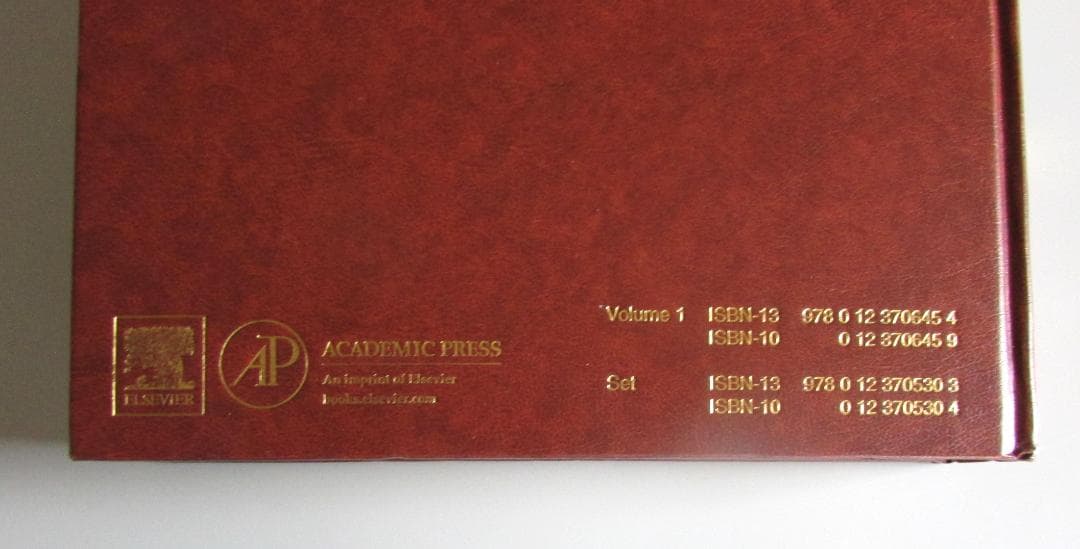 ELSEVIER
AP
ACADEMIC PRESS
An imprint of Elsevier
books.elsevier.com
Volume 1 ISBN-13 978 0 12 370645 4
ISBN-10 0 12 370645 9
Set ISBN-13 978 0 12 370530 3
ISBN-10 0 12 370530 4